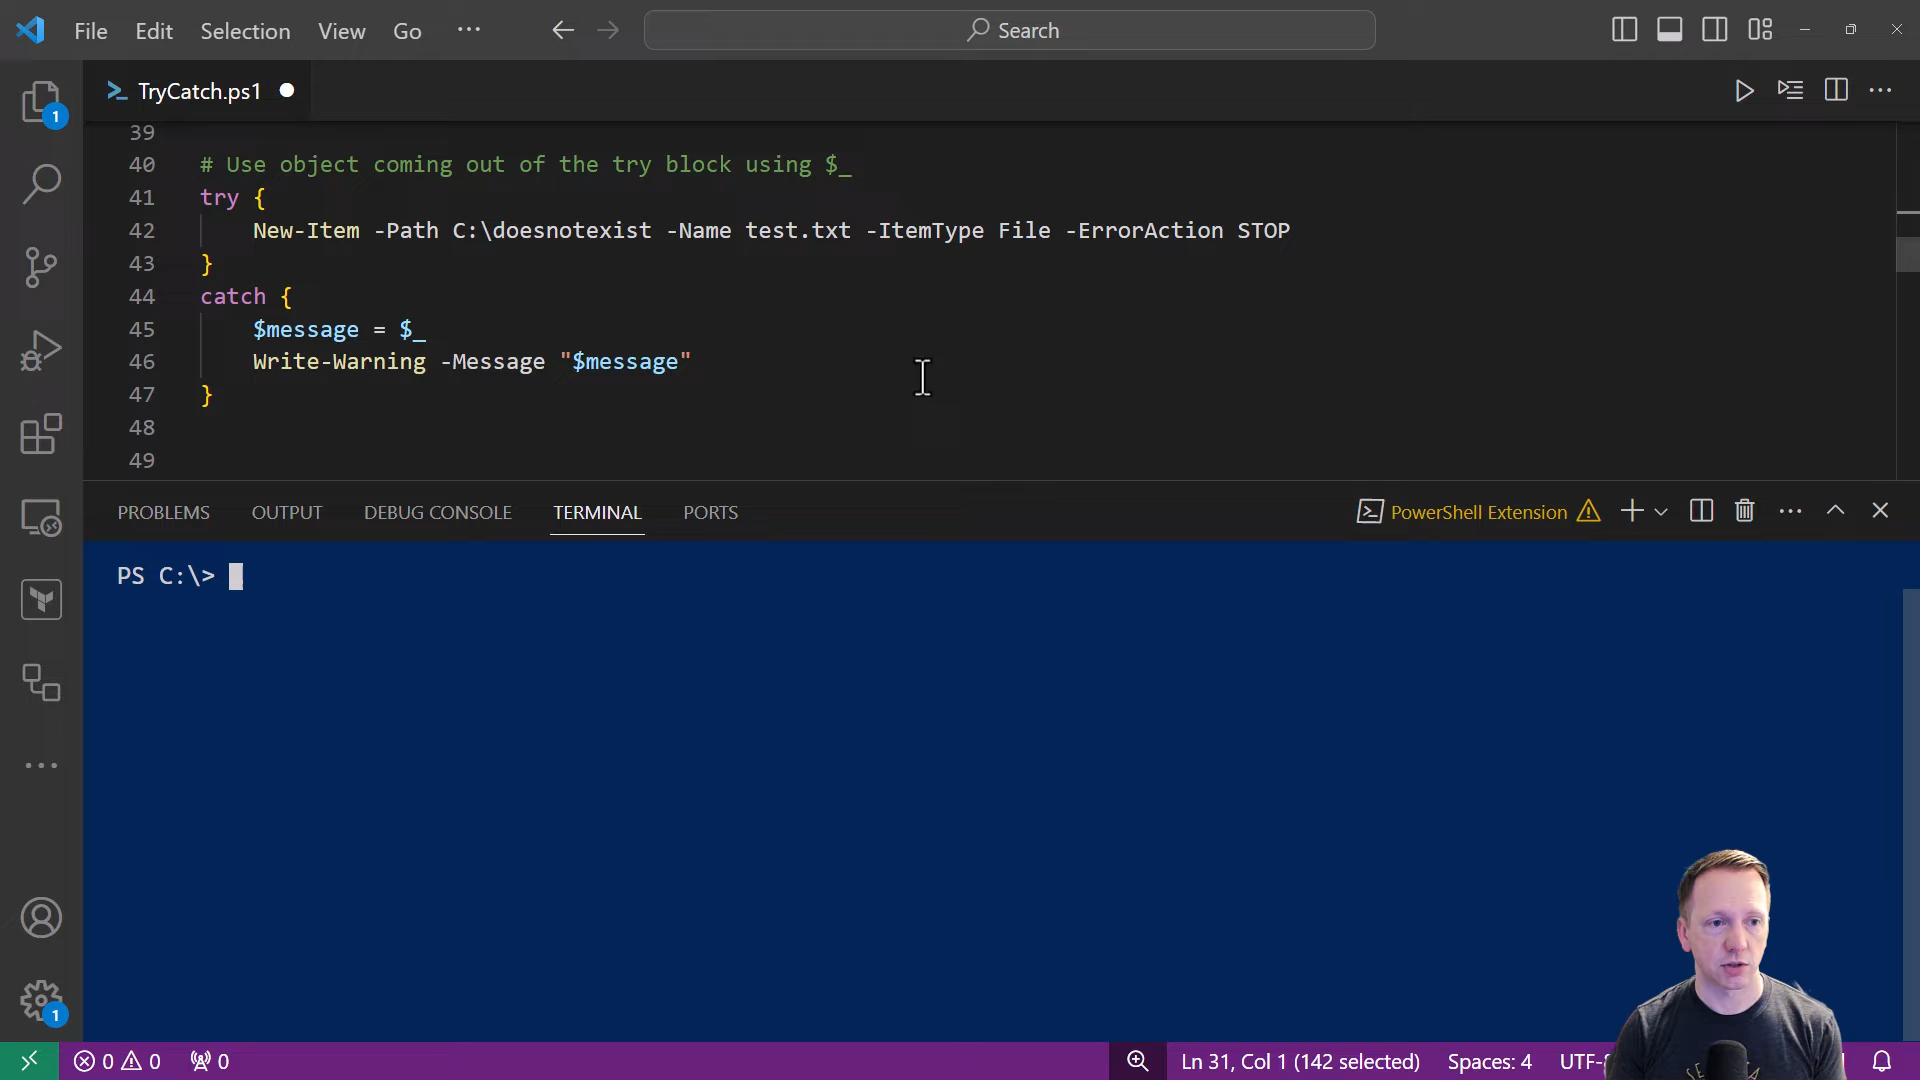 File Edit Selection View Go ··· Search
TryCatch.ps1
1
39
40 # Use object coming out of the try block using $_
41 try {
42 New-Item -Path C:\doesnotexist -Name test.txt -ItemType File -ErrorAction STOP
43 }
44 catch {
45 $message = $_
46 Write-Warning -Message "$message"
47 }
48
49
PROBLEMS OUTPUT DEBUG CONSOLE TERMINAL PORTS PowerShell Extension
PS C:\>
1
0 0 0 Ln 31, Col 1 (142 selected) Spaces: 4